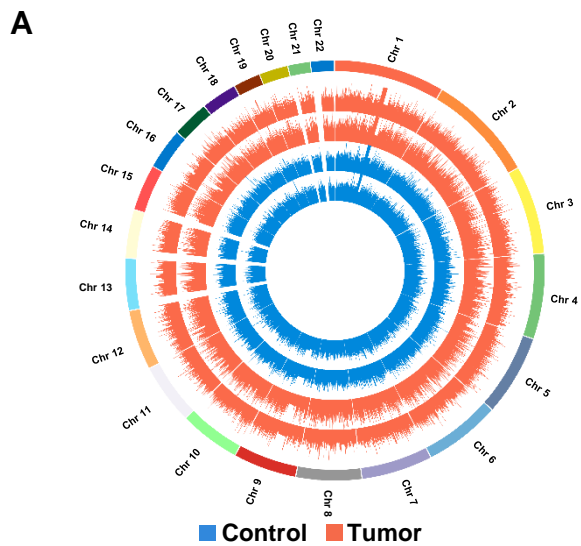 A
Chr 1
Chr 2
Chr 3
Chr 4
Chr 5
Chr 6
Chr 7
Chr 8
Chr 9
Chr 10
Chr 11
Chr 12
Chr 13
Chr 14
Chr 15
Chr 16
Chr 17
Chr 18
Chr 19
Chr 20
Chr 21
Chr 22
Control Tumor